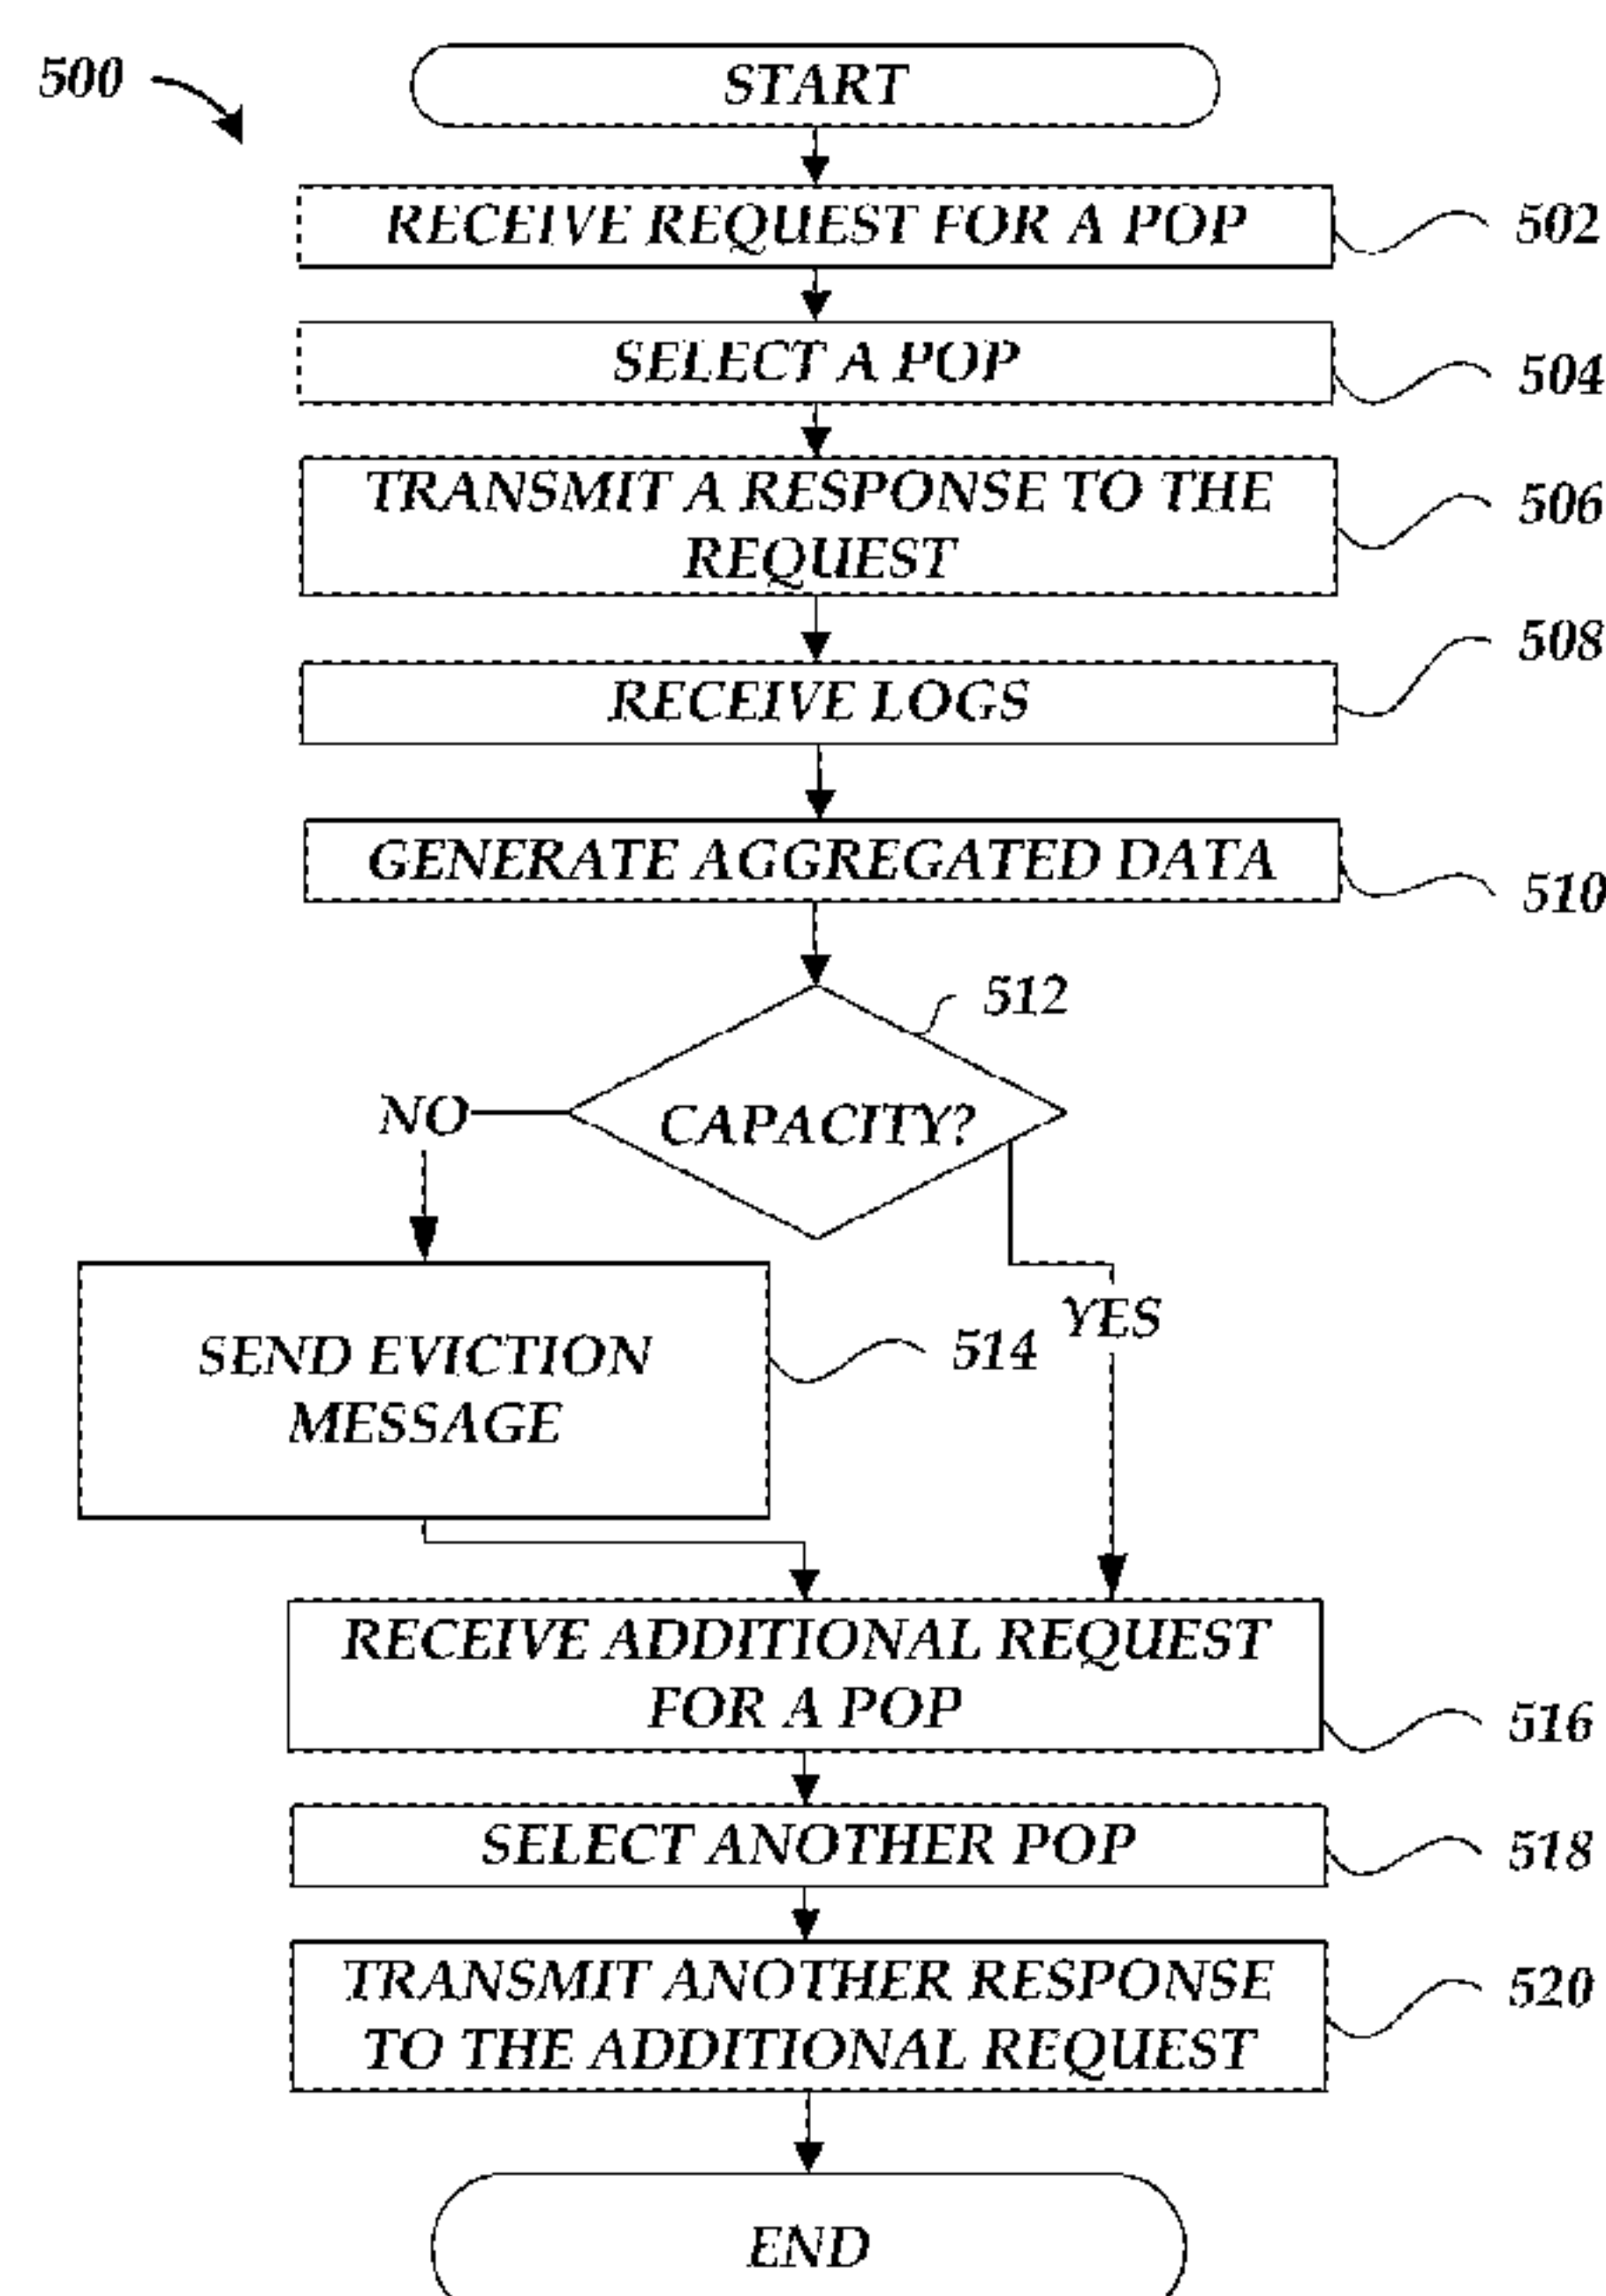 500
START
RECEIVE REQUEST FOR A POP
502
SELECT A POP
504
TRANSMIT A RESPONSE TO THE
REQUEST
506
508
RECEIVE LOGS
GENERATE AGGREGATED DATA
510
512
CAPACITY?
NO
YES
SEND EVICTION
MESSAGE
514
RECEIVE ADDITIONAL REQUEST
FOR A POP
516
SELECT ANOTHER POP
518
TRANSMIT ANOTHER RESPONSE
TO THE ADDITIONAL REQUEST
520
END